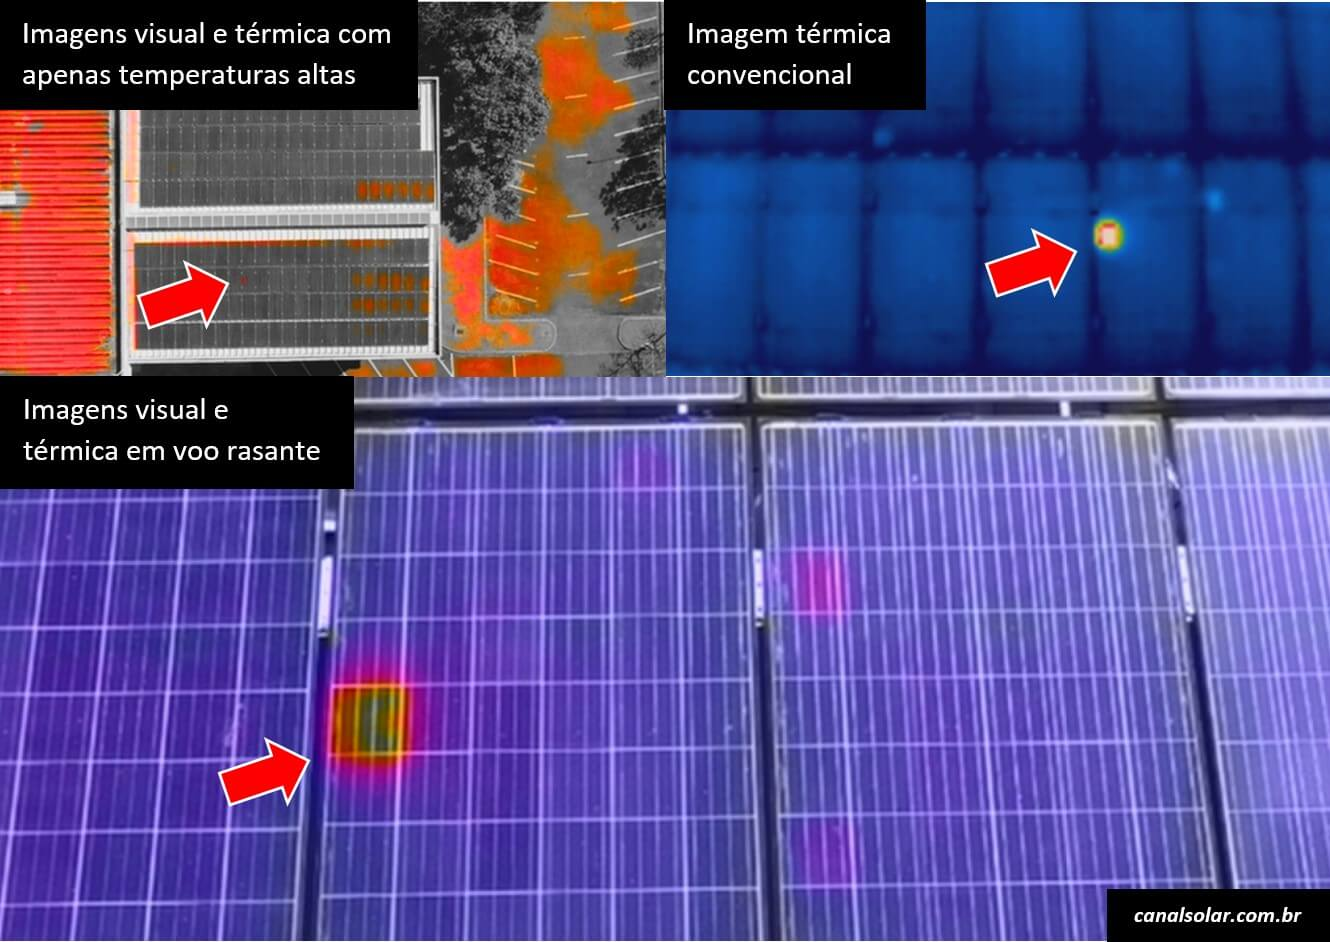 Imagens visual e térmica com
apenas temperaturas altas
Imagem térmica
convencional
Imagens visual e
térmica em voo rasante
canalsolar.com.br